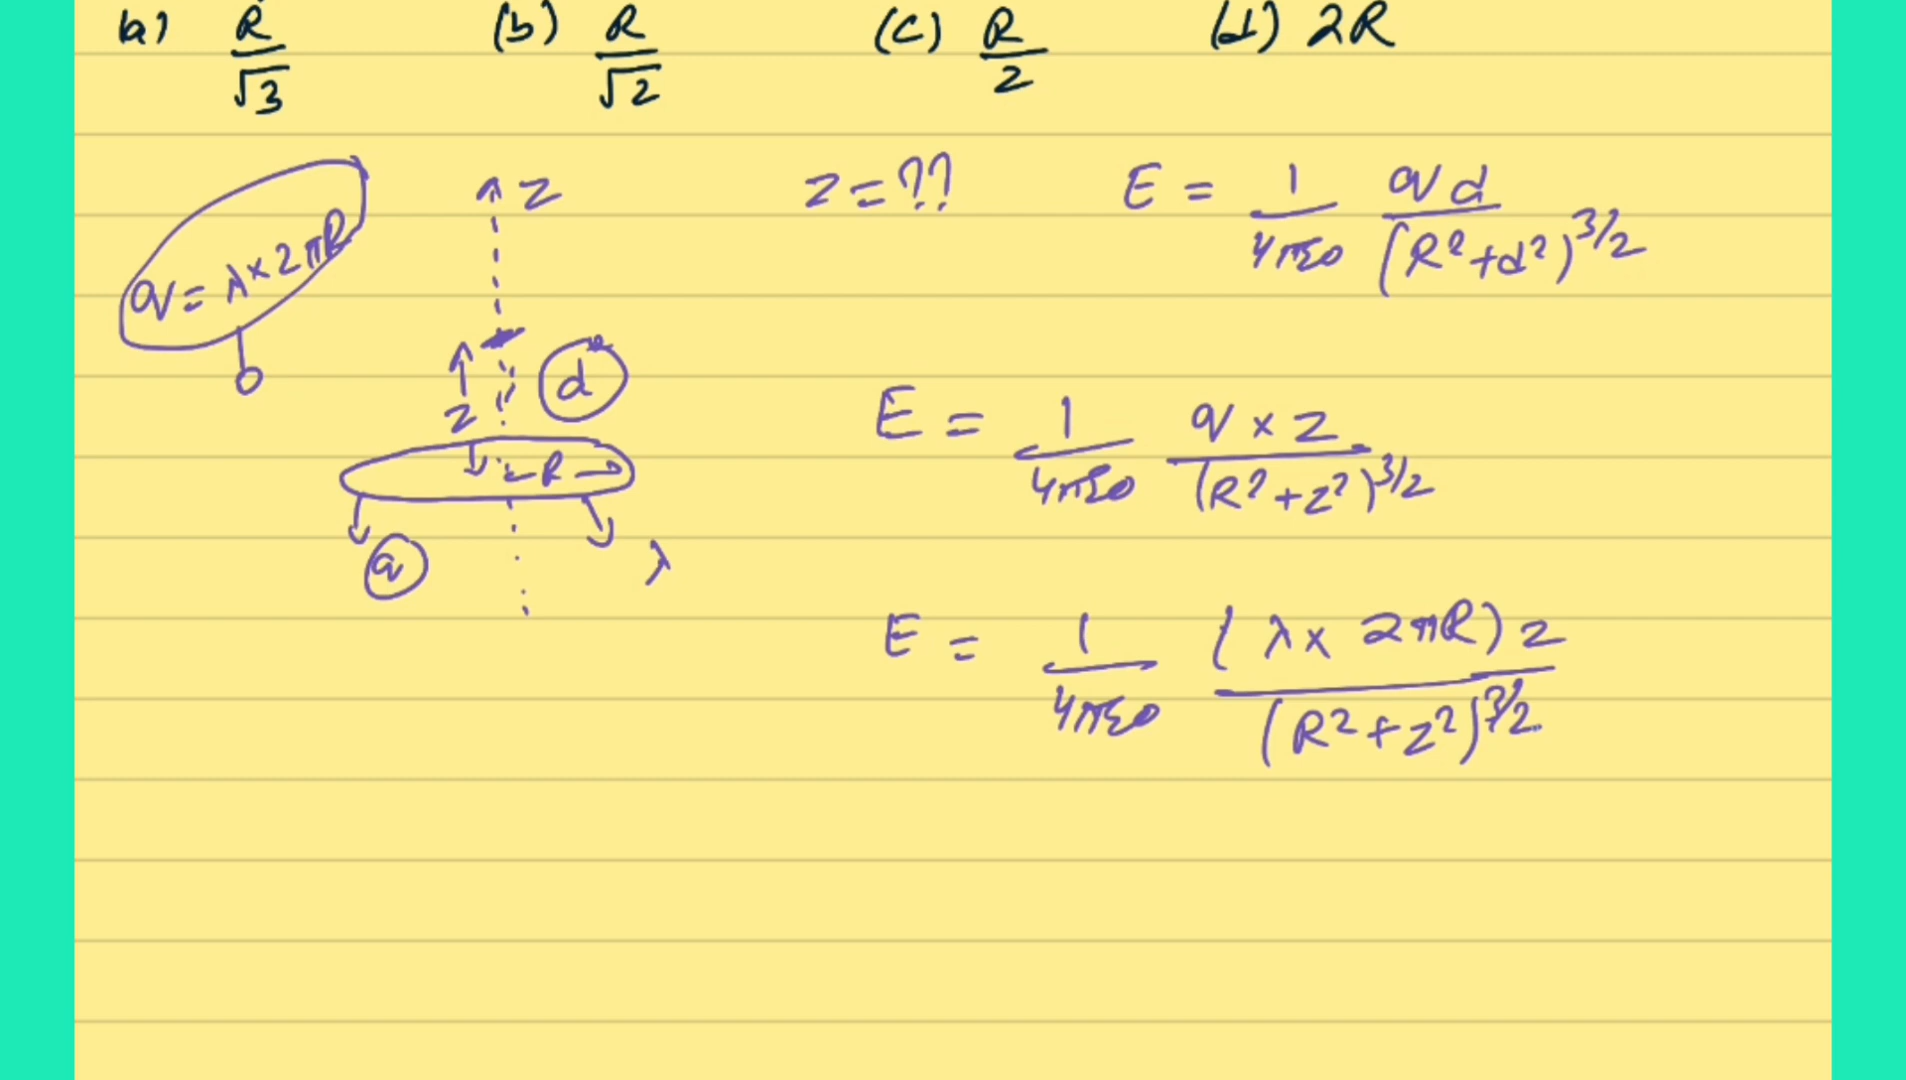 (a) R/√3 (b) R/√2 (c) R/2 (d) 2R
q = λ × 2πR
z
z = ??
E = 1/4πε0 qd/(R²+d²)^3/2
d
z
R
E = 1/4πε0 q × z/(R²+z²)^3/2
q
λ
E = 1/4πε0 (λ × 2πR) z/(R²+z²)^3/2